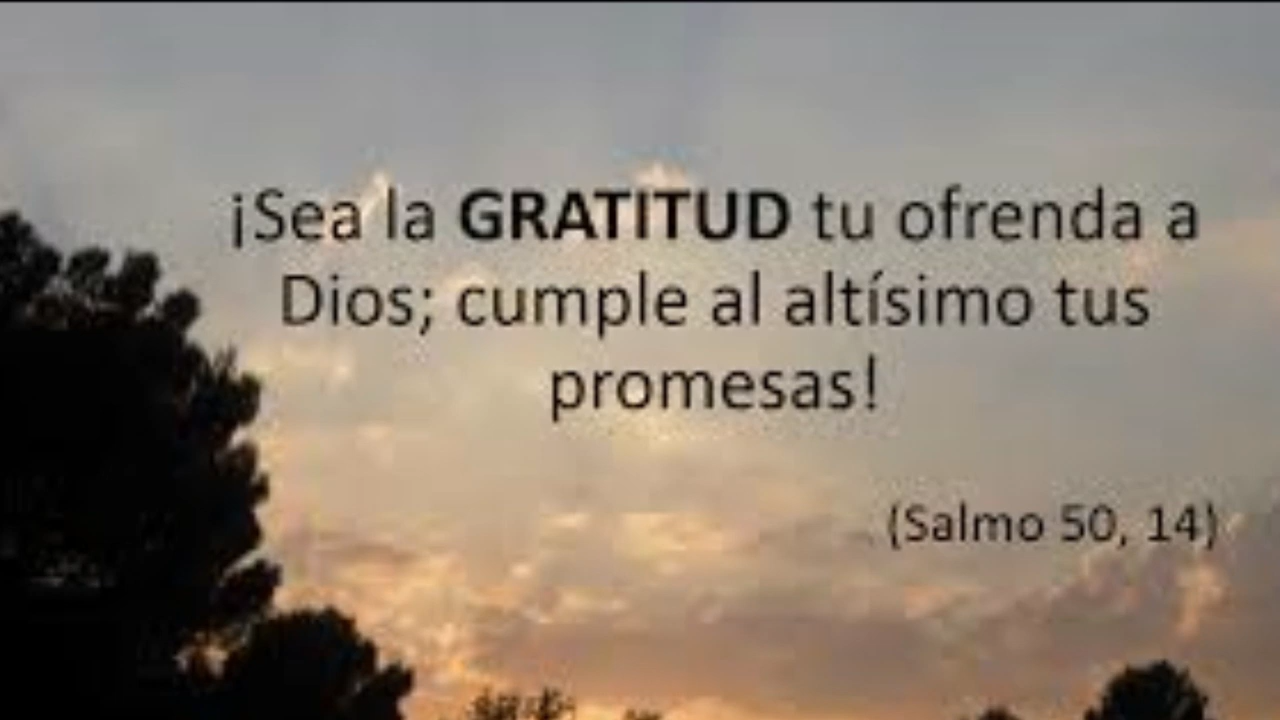 ¡Sea la GRATITUD tu ofrenda a
Dios; cumple al altísimo tus
promesas!
(Salmo 50, 14)